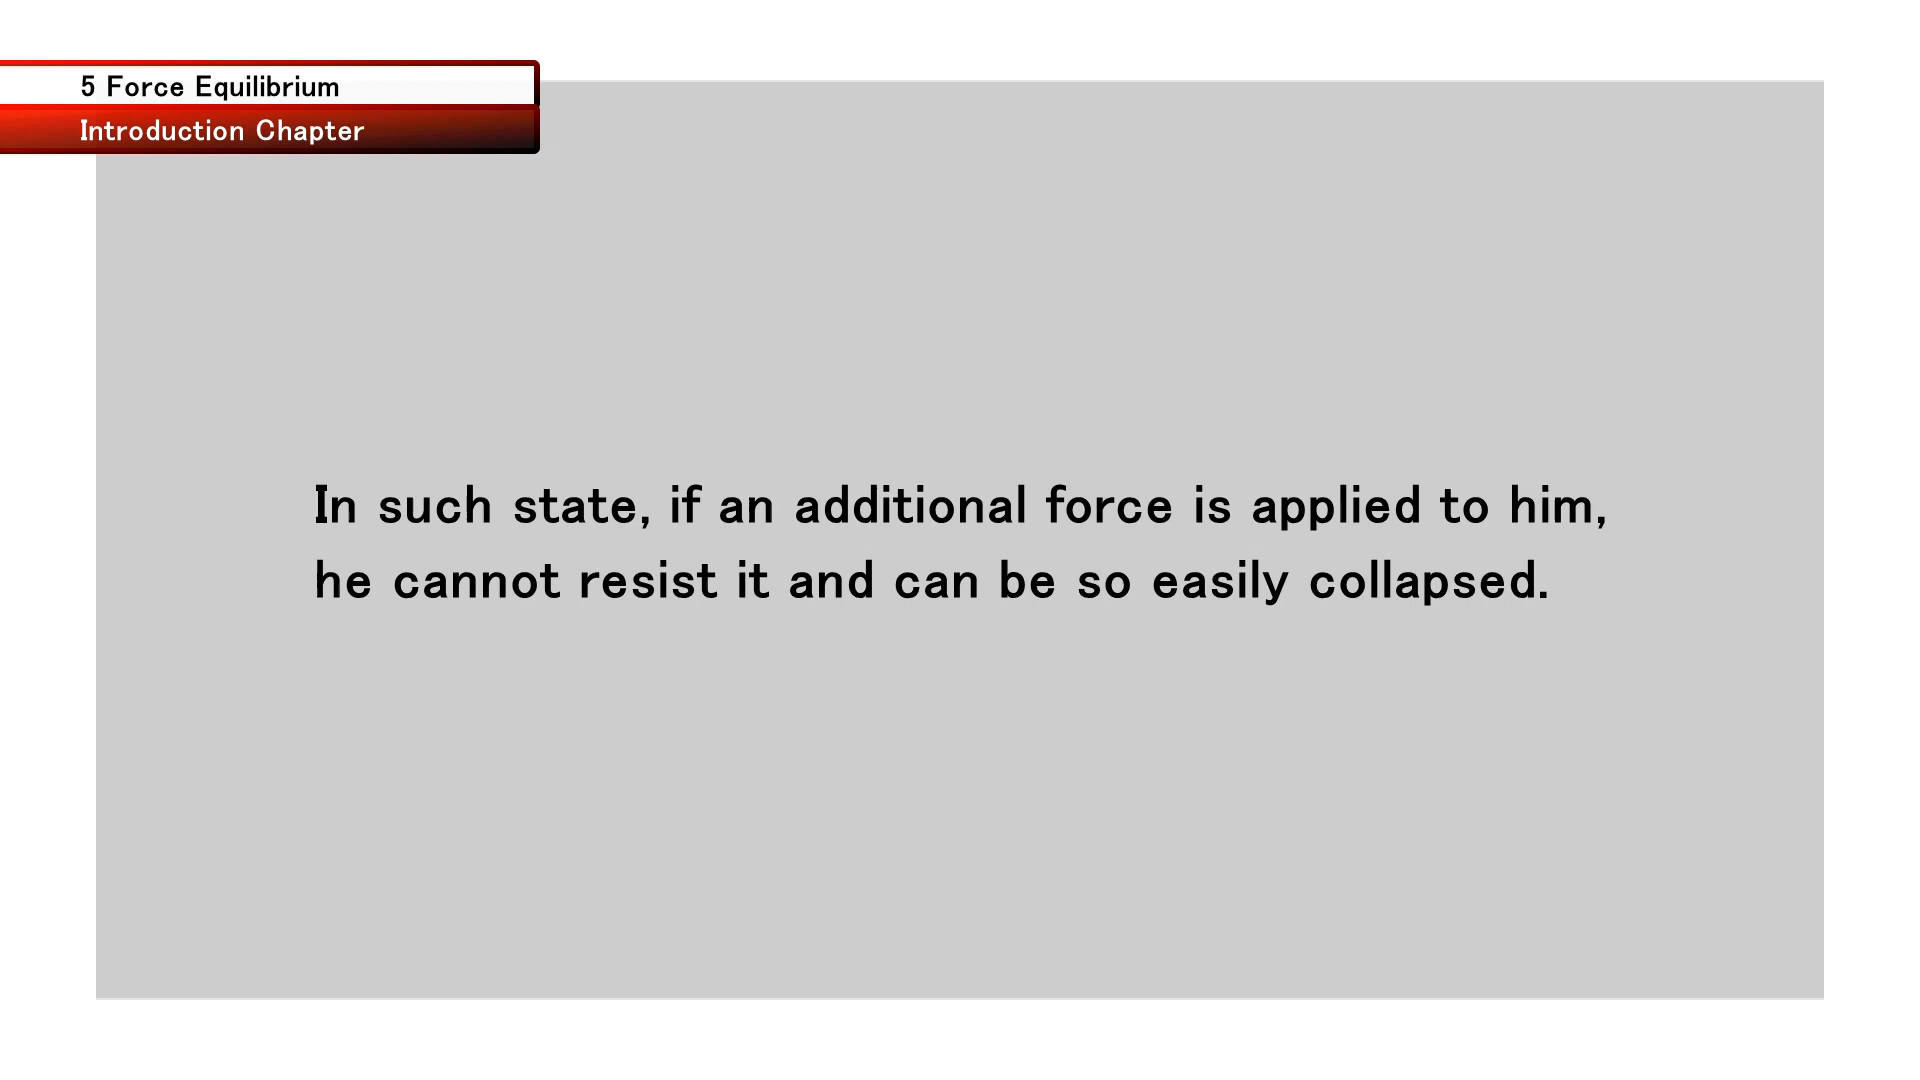 5 Force Equilibrium
Introduction Chapter
In such state, if an additional force is applied to him,
he cannot resist it and can be so easily collapsed.